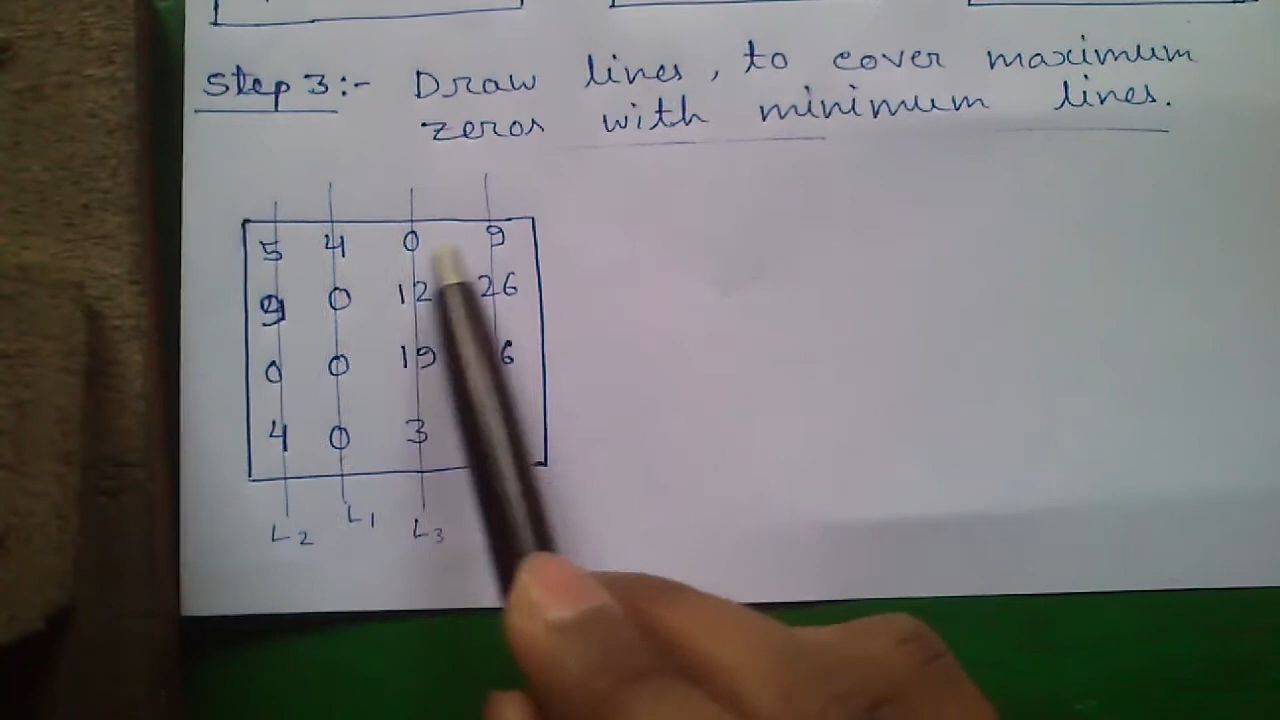 Step 3:- Draw lines, to cover maximum
zeros with minimum lines.
5 4 0 9
9 0 12 26
0 0 19 6
4 0 3
L2 L1 L3